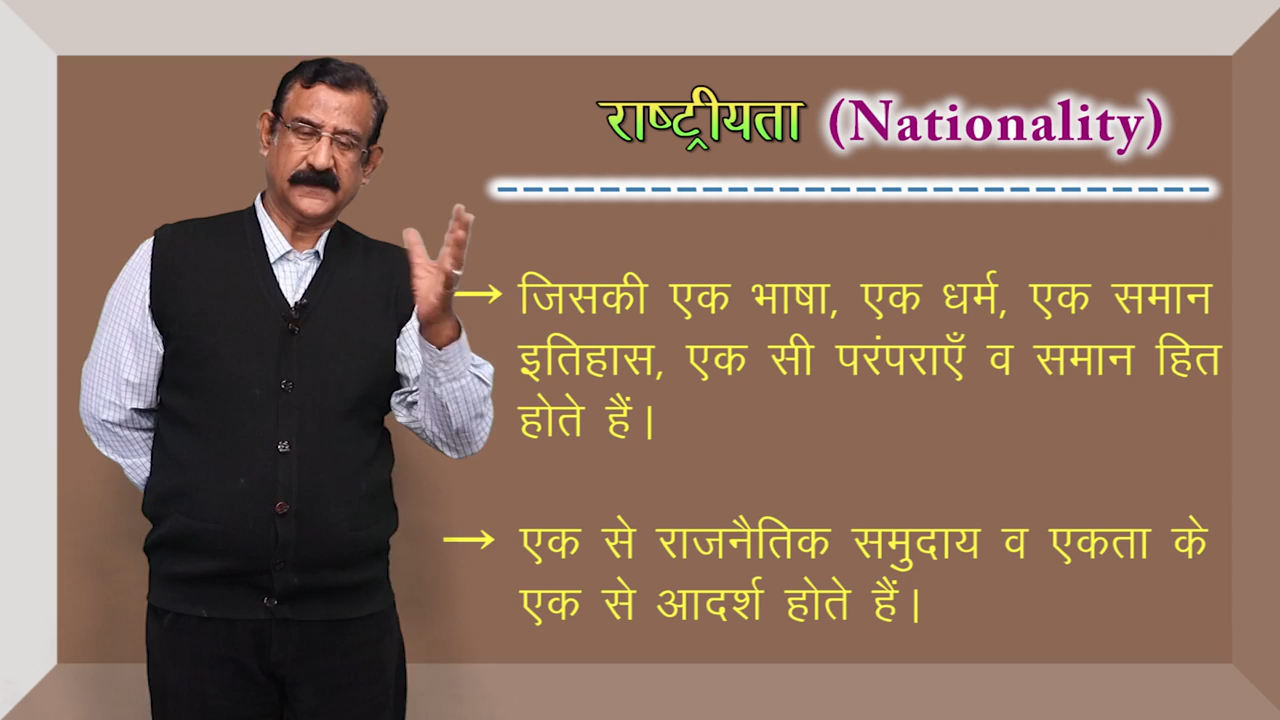 राष्ट्रीयता (Nationality)
→ जिसकी एक भाषा, एक धर्म, एक समान
इतिहास, एक सी परंपराएँ व समान हित
होते हैं।
→ एक से राजनैतिक समुदाय व एकता के
एक से आदर्श होते हैं।